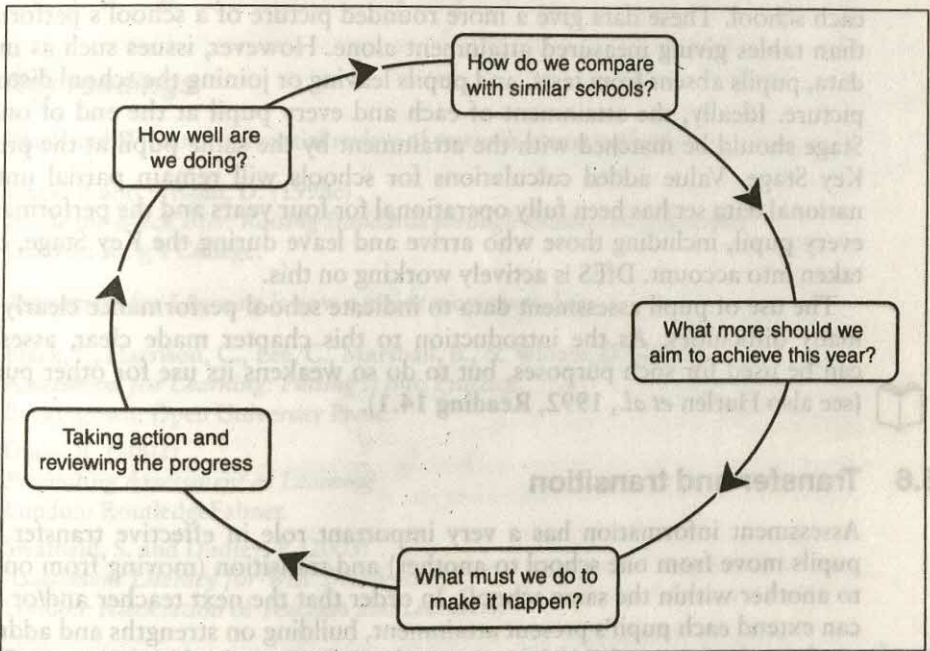 How do we compare
with similar schools?
How well are
we doing?
What more should we
aim to achieve this year?
Taking action and
reviewing the progress
What must we do to
make it happen?
each school. These data give a more rounded picture of a school's perfor
than tables giving measured attainment alone. However, issues such as
data, pupils absent from tests, and pupils leaving or joining the school
picture. Ideally, the attainment of each and every pupil at the end of
Stage should be matched with the attainment by the same pupil at the
Key Stage. Value added calculations for schools will remain partial
national data set has been fully operational for four years and the
every pupil, including those who arrive and leave during the Key Stage,
taken into account. DfES is actively working on this.
The use of pupil assessment data to indicate school performance clearly
many difficulties. As the introduction to this chapter made clear,
can be used for such purposes, but to do so weakens its use for other
(see also Harlen et al., 1992, Reading 14.1).
.6 Transfer and transition
Assessment information has a very important role in effective transfer
pupils move from one school to another) and transition (moving from
to another within the same school). In order that the next teacher and/or
can extend each pupil's present attainment, building on strengths and